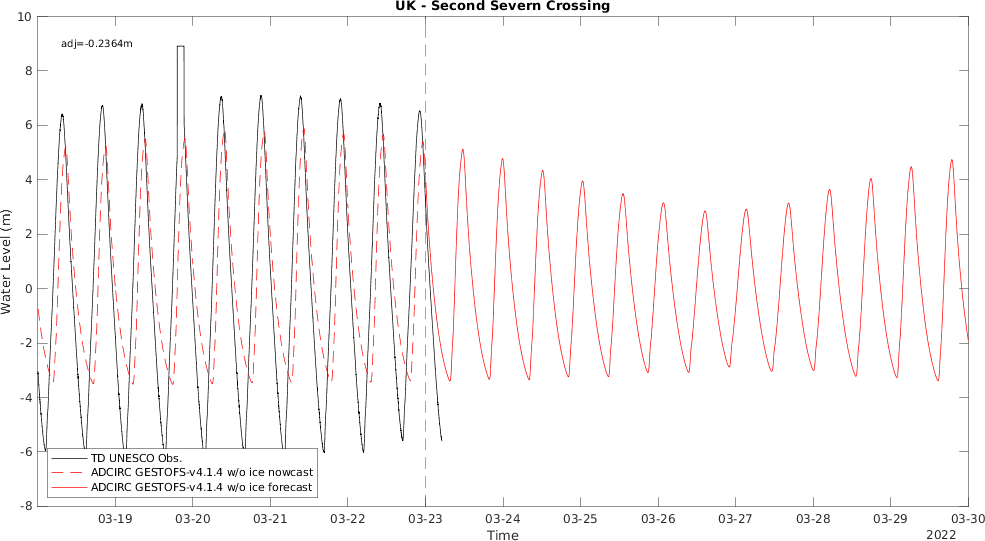 UK - Second Severn Crossing
adj=-0.2364m
10
8
6
4
2
0
-2
-4
-6
-8
Water Level (m)
TD UNESCO Obs.
ADCIRC GESTOFS-v4.1.4 w/o ice nowcast
ADCIRC GESTOFS-v4.1.4 w/o ice forecast
03-19 03-20 03-21 03-22 03-23 03-24 03-25 03-26 03-27 03-28 03-29 03-30
Time
2022